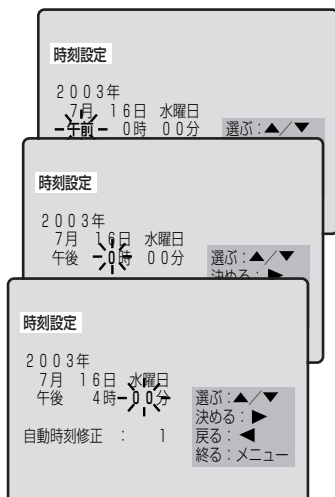 時刻設定
２００３年
７月 １６日 水曜日
午前 ０時 ００分 選ぶ：▲／▼
時刻設定
２００３年
７月 １６日 水曜日
午後 ０時 ００分 選ぶ：▲／▼
決める：▶
時刻設定
２００３年
７月 １６日 水曜日
午後 ４時 ００分 選ぶ：▲／▼
決める：▶
自動時刻修正 ： １ 戻る：◀
終る：メニュー